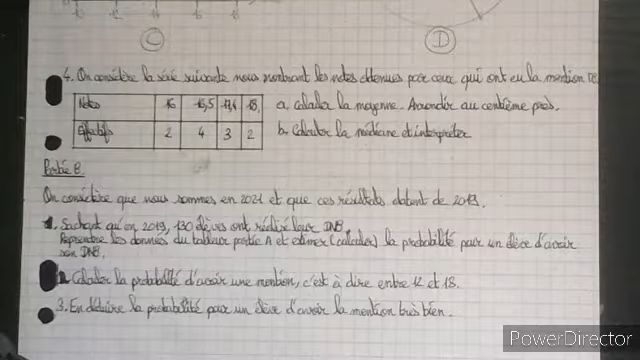 C D
4. On considère la série suivante nous montrant les notes obtenues par ceux qui ont eu la mention
Notes 16 16,5 18,
Effectifs 2 4 3 2
a. calculer la moyenne. Arrondir au centième près.
b. Calculer la médiane et interpréter
Partie B
On considère que nous sommes en 2021 et que ces résultats datent de 2019.
1. Sachant qu'en 2019, 130 élèves ont réalisé leur DNB,
Reprendre les données du tableau partie A et estimer (calculer) la probabilité pour un élève d'avoir
son DNB.
2. Calculer la probabilité d'avoir une mention, c'est à dire entre 12 et 18.
3. En déduire la probabilité pour un élève d'avoir la mention très bien.
PowerDirector